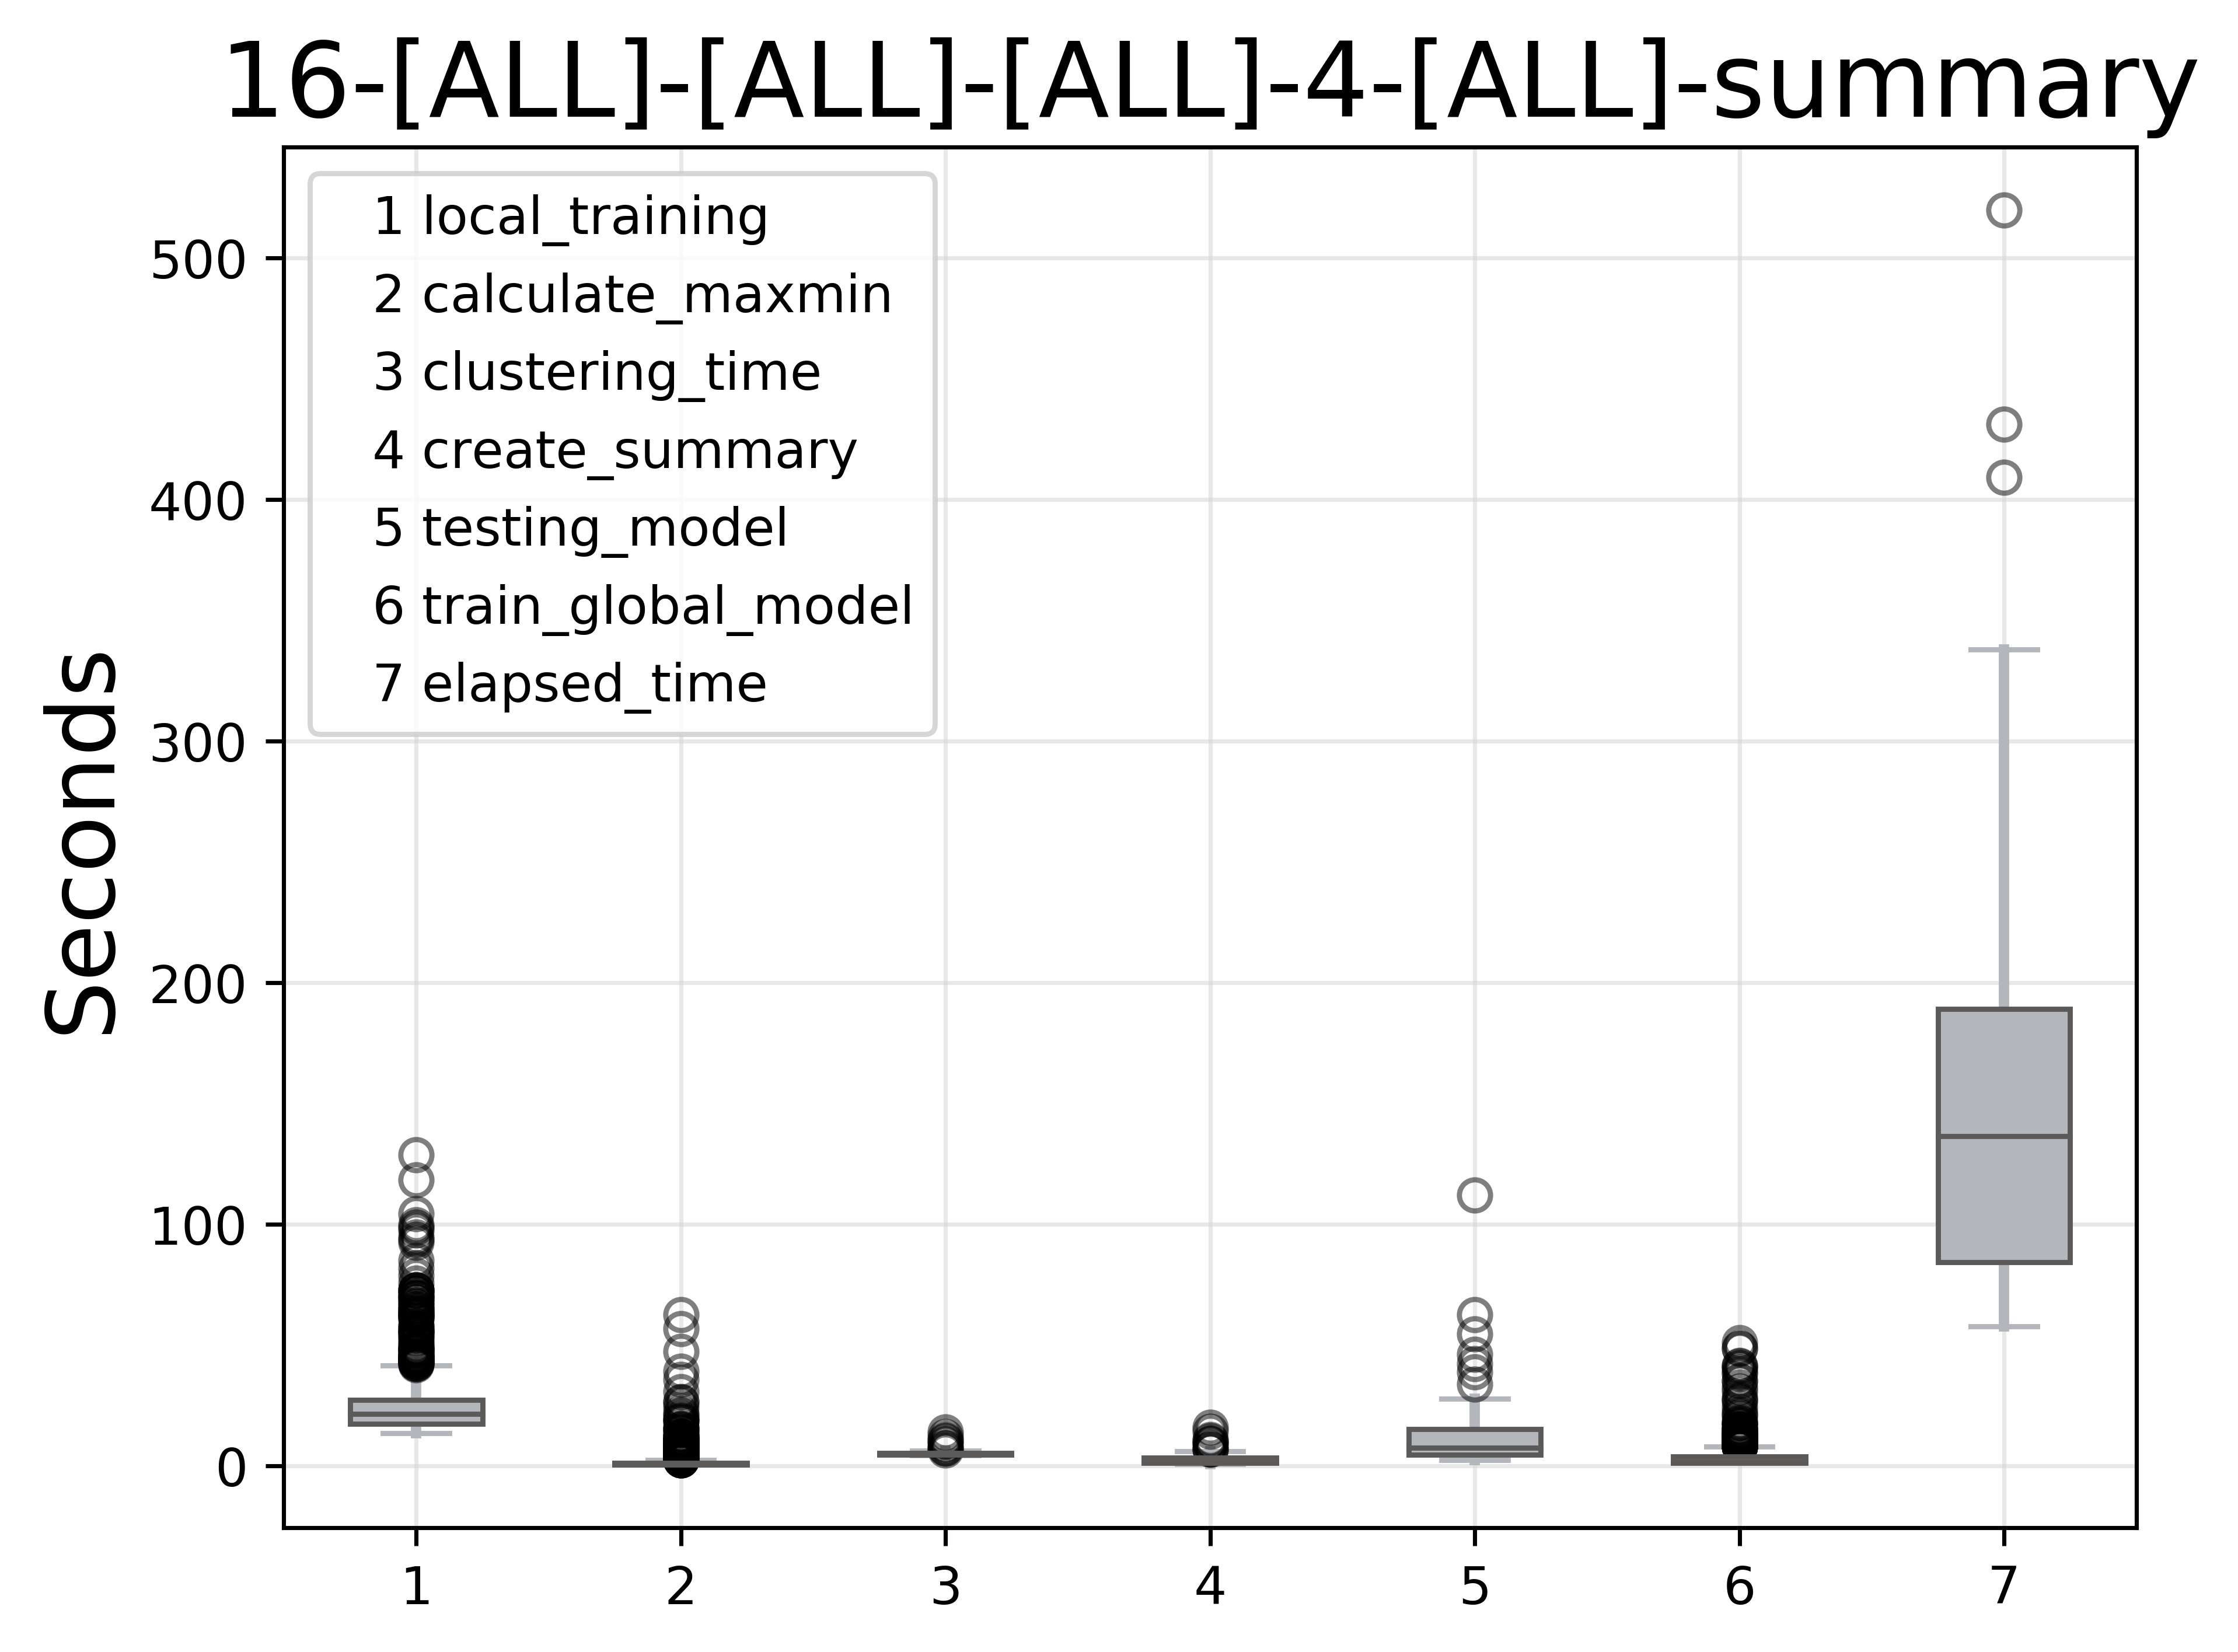 16-[ALL]-[ALL]-[ALL]-4-[ALL]-summary
1 local_training
2 calculate_maxmin
3 clustering_time
4 create_summary
5 testing_model
6 train_global_model
7 elapsed_time
Seconds
500
400
300
200
100
0
1 2 3 4 5 6 7